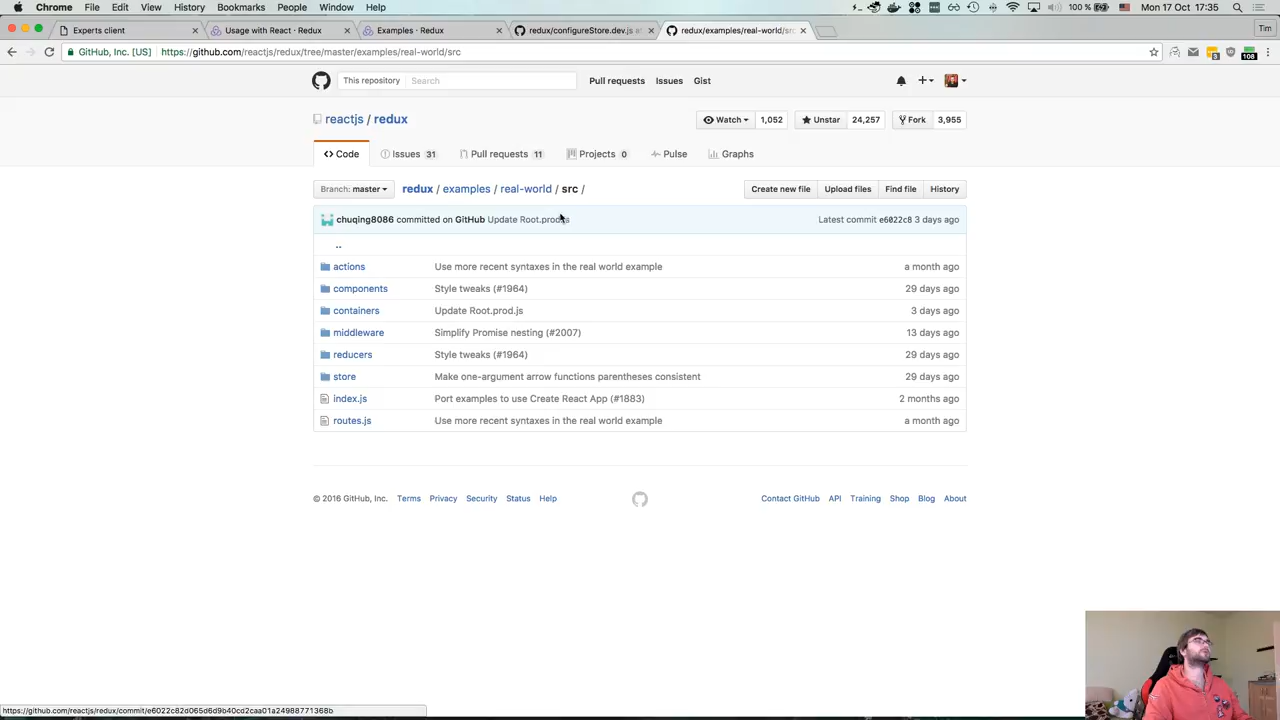 Chrome File Edit View History Bookmarks People Window Help 100 % Mon 17 Oct 17:35
Experts client Usage with React · Redux Examples · Redux redux/configureStore.dev.js at redux/examples/real-world/src Tim
GitHub, Inc. [US] https://github.com/reactjs/redux/tree/master/examples/real-world/src 3 108
This repository Search Pull requests Issues Gist
reactjs / redux Watch 1,052 Unstar 24,257 Fork 3,955
Code Issues 31 Pull requests 11 Projects 0 Pulse Graphs
Branch: master redux / examples / real-world / src / Create new file Upload files Find file History
chuqing8086 committed on GitHub Update Root.prod.js Latest commit e6022c8 3 days ago
..
actions Use more recent syntaxes in the real world example a month ago
components Style tweaks (#1964) 29 days ago
containers Update Root.prod.js 3 days ago
middleware Simplify Promise nesting (#2007) 13 days ago
reducers Style tweaks (#1964) 29 days ago
store Make one-argument arrow functions parentheses consistent 29 days ago
index.js Port examples to use Create React App (#1883) 2 months ago
routes.js Use more recent syntaxes in the real world example a month ago
© 2016 GitHub, Inc. Terms Privacy Security Status Help Contact GitHub API Training Shop Blog About
https://github.com/reactjs/redux/commit/e6022c82d065d6d9b40cd2caa01a24988771368b